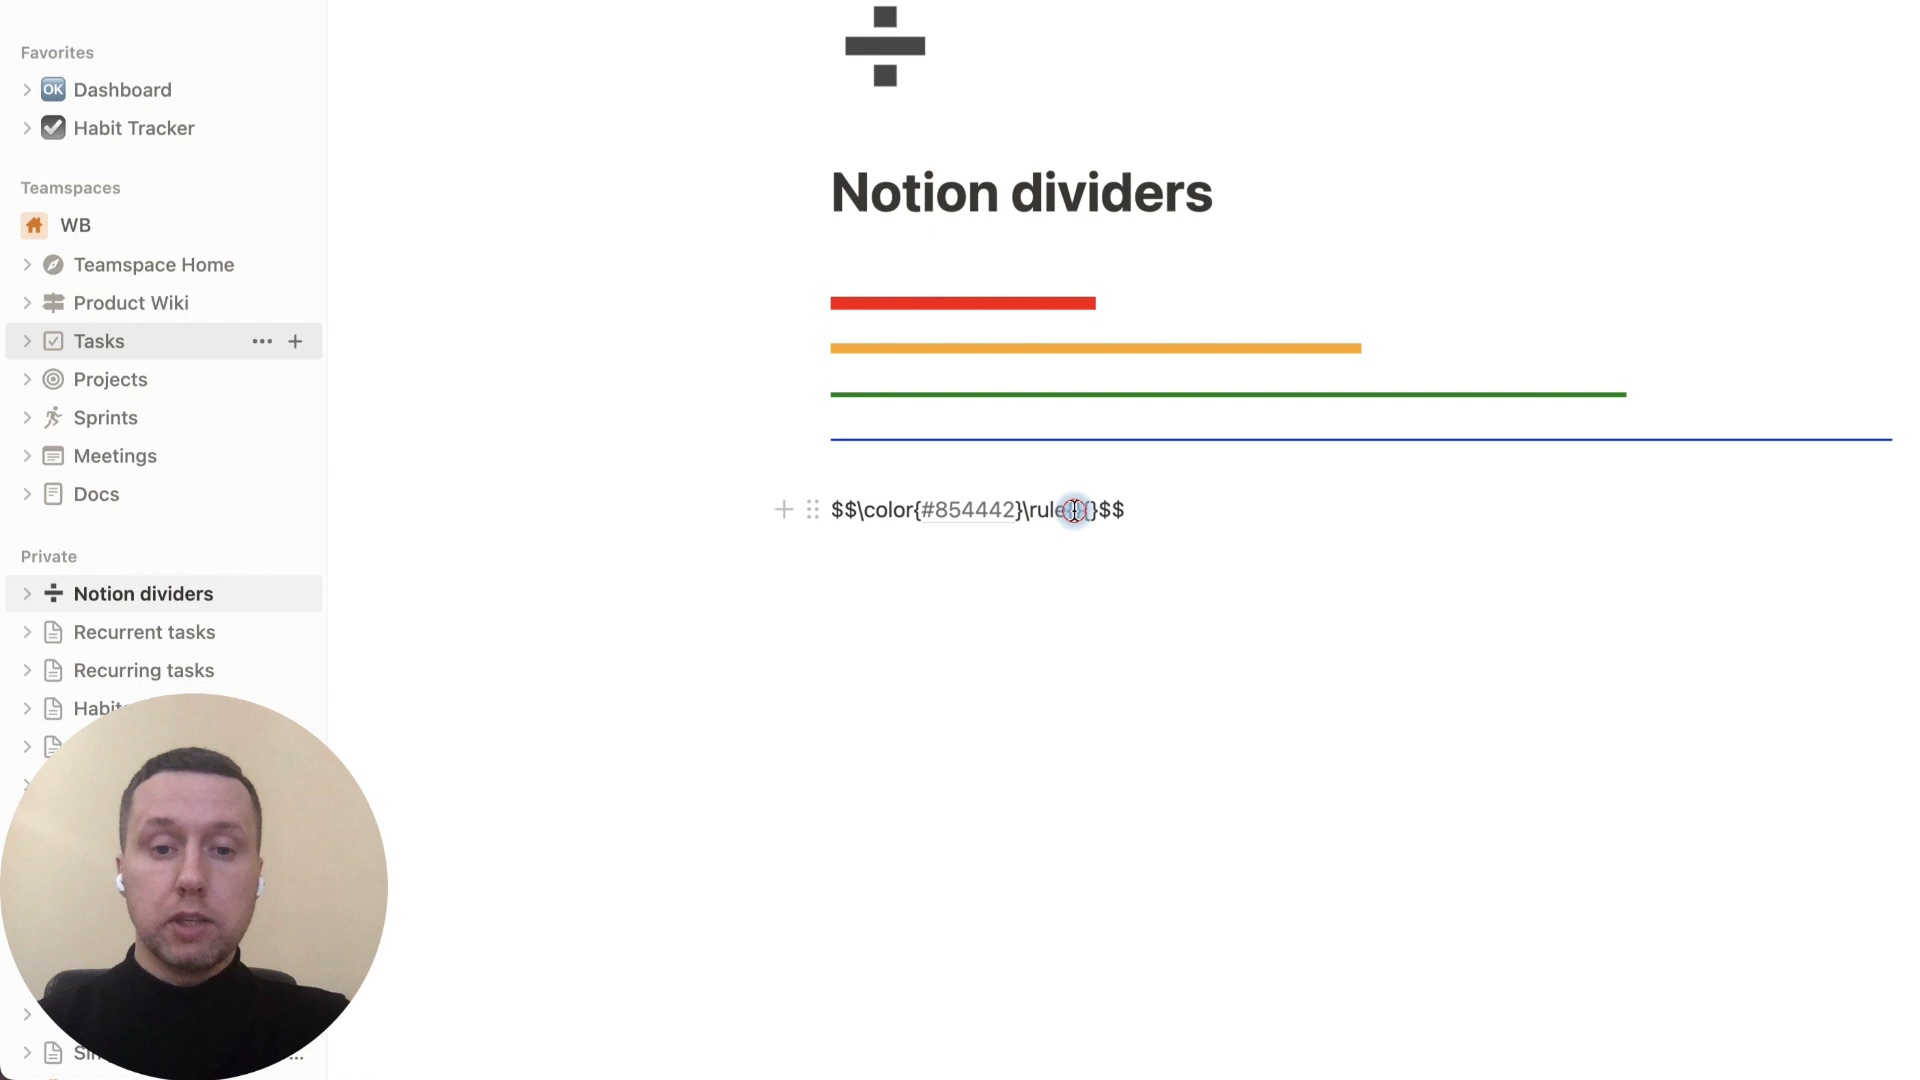 Favorites
OK Dashboard
Habit Tracker
Teamspaces
WB
Teamspace Home
Product Wiki
Tasks
Projects
Sprints
Meetings
Docs
Private
Notion dividers
Recurrent tasks
Recurring tasks
Notion dividers
$$\color{#854442}\rule{}{}$$